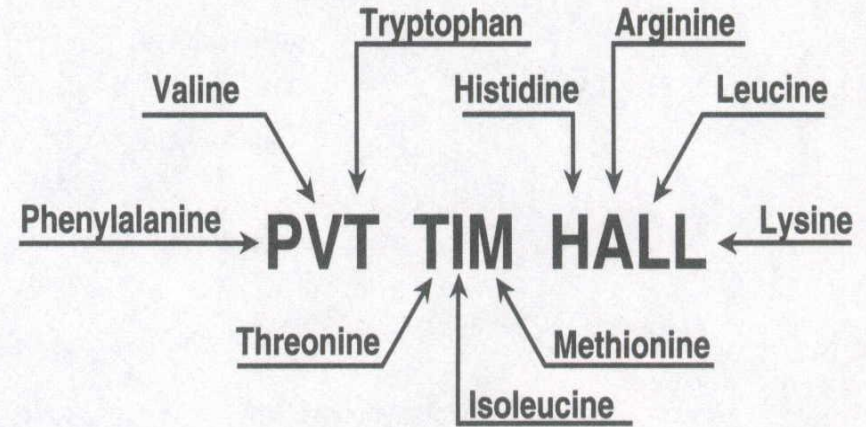 Tryptophan Arginine
Valine Histidine Leucine
Phenylalanine PVT TIM HALL Lysine
Threonine Methionine
Isoleucine